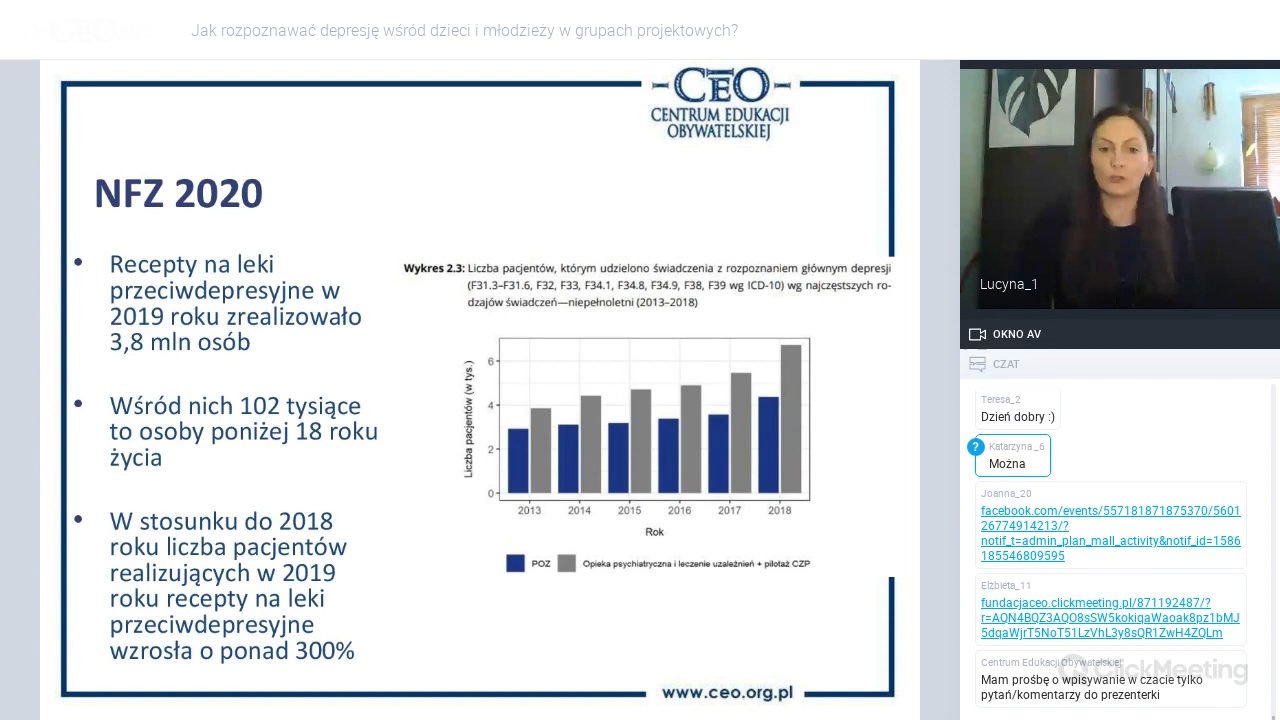 Jak rozpoznawać depresję wśród dzieci i młodzieży w grupach projektowych?
CEO
CENTRUM EDUKACJI
OBYWATELSKIEJ
NFZ 2020
• Recepty na leki
przeciwdepresyjne w
2019 roku zrealizowało
3,8 mln osób
• Wśród nich 102 tysiące
to osoby poniżej 18 roku
życia
• W stosunku do 2018
roku liczba pacjentów
realizujących w 2019
roku recepty na leki
przeciwdepresyjne
wzrosła o ponad 300%
Wykres 2.3: Liczba pacjentów, którym udzielono świadczenia z rozpoznaniem głównym depresji
(F31.3–F31.6, F32, F33, F34.1, F34.8, F34.9, F38, F39 wg ICD-10) wg najczęstszych ro-
dzajów świadczeń—niepełnoletni (2013–2018)
Liczba pacjentów (w tys.)
6
4
2
0
2013 2014 2015 2016 2017 2018
Rok
POZ Opieka psychiatryczna i leczenie uzależnień + pilotaż CZP
www.ceo.org.pl
Lucyna_1
OKNO AV
CZAT
Teresa_2
Dzień dobry :)
?
Katarzyna_6
Można
Joanna_20
facebook.com/events/557181871875370/5601
26774914213/?
notif_t=admin_plan_mall_activity&notif_id=1586
185546809595
Elżbieta_11
fundacjaceo.clickmeeting.pl/871192487/?
r=AQN4BQZ3AQO8sSW5kokiqaWaoak8pz1bMJ
5dqaWjrT5NoT51LzVhL3y8sQR1ZwH4ZQLm
Centrum Edukacji Obywatelskiej
Mam prośbę o wpisywanie w czacie tylko
pytań/komentarzy do prezenterki
ClickMeeting